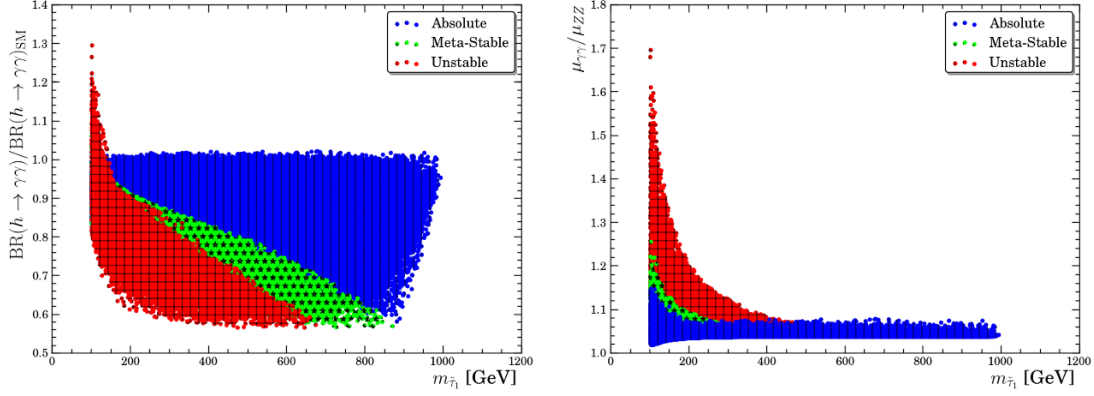 1.4
1.3
1.2
1.1
1.0
0.9
0.8
0.7
0.6
0.5
BR(h → γγ)/BR(h → γγ)SM
Absolute
Meta-Stable
Unstable
0 200 400 600 800 1000 1200
mτ̃1 [GeV]
1.8
1.7
1.6
1.5
1.4
1.3
1.2
1.1
1.0
μγγ/μZZ
Absolute
Meta-Stable
Unstable
0 200 400 600 800 1000 1200
mτ̃1 [GeV]